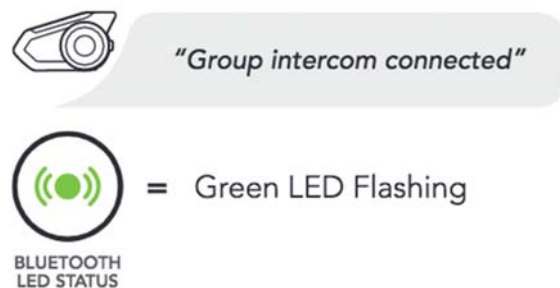 “Group intercom connected”
= Green LED Flashing
BLUETOOTH
LED STATUS